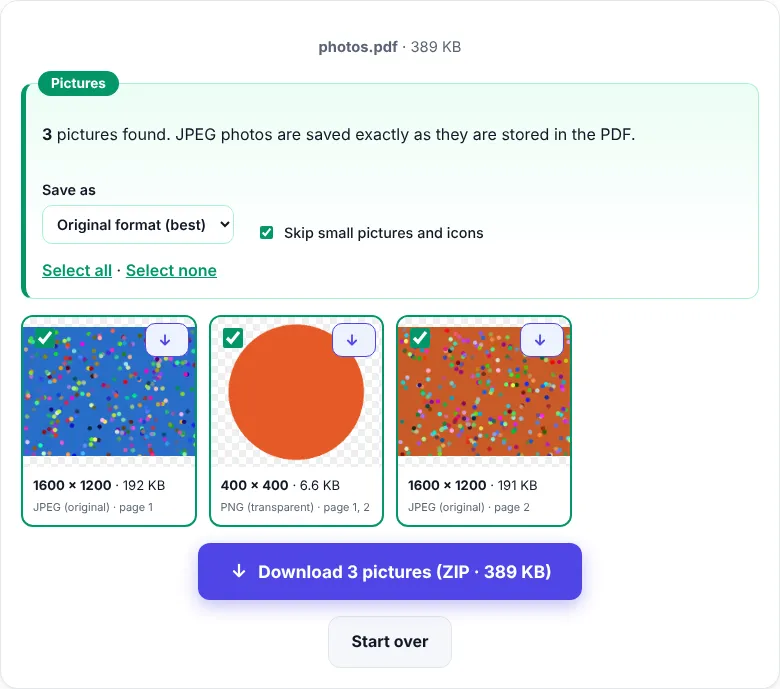 photos.pdf · 389 KB
Pictures
3 pictures found. JPEG photos are saved exactly as they are stored in the PDF.
Save as
Original format (best)
Skip small pictures and icons
Select all · Select none
1600 × 1200 · 192 KB
JPEG (original) · page 1
400 × 400 · 6.6 KB
PNG (transparent) · page 1, 2
1600 × 1200 · 191 KB
JPEG (original) · page 2
Download 3 pictures (ZIP · 389 KB)
Start over